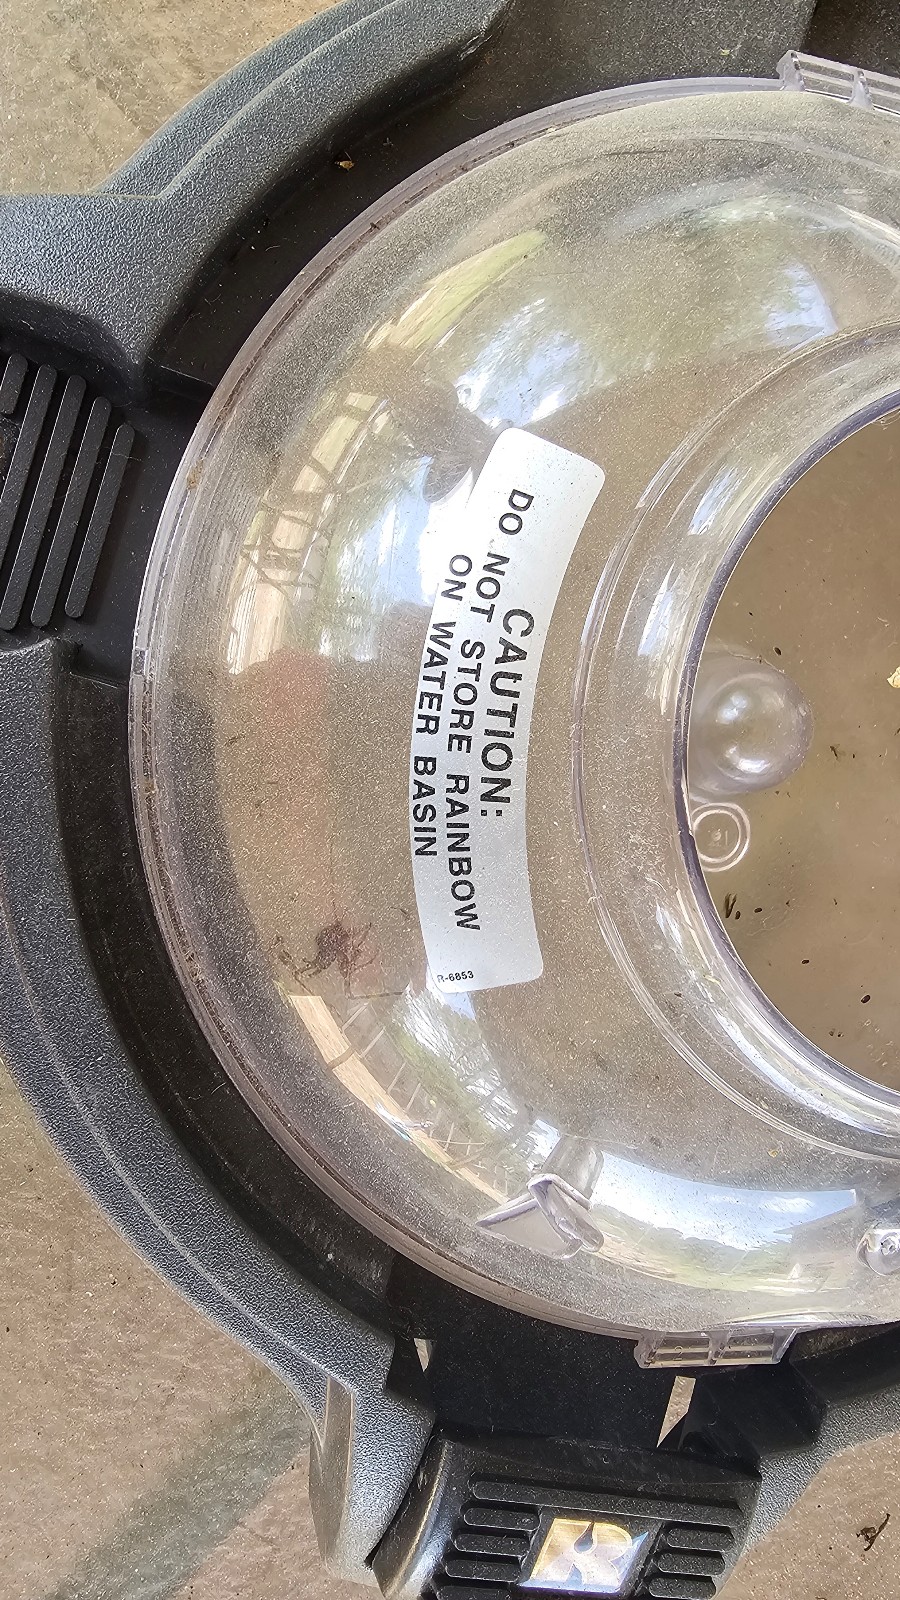 CAUTION:
DO NOT STORE RAINBOW
ON WATER BASIN
R-6853
R